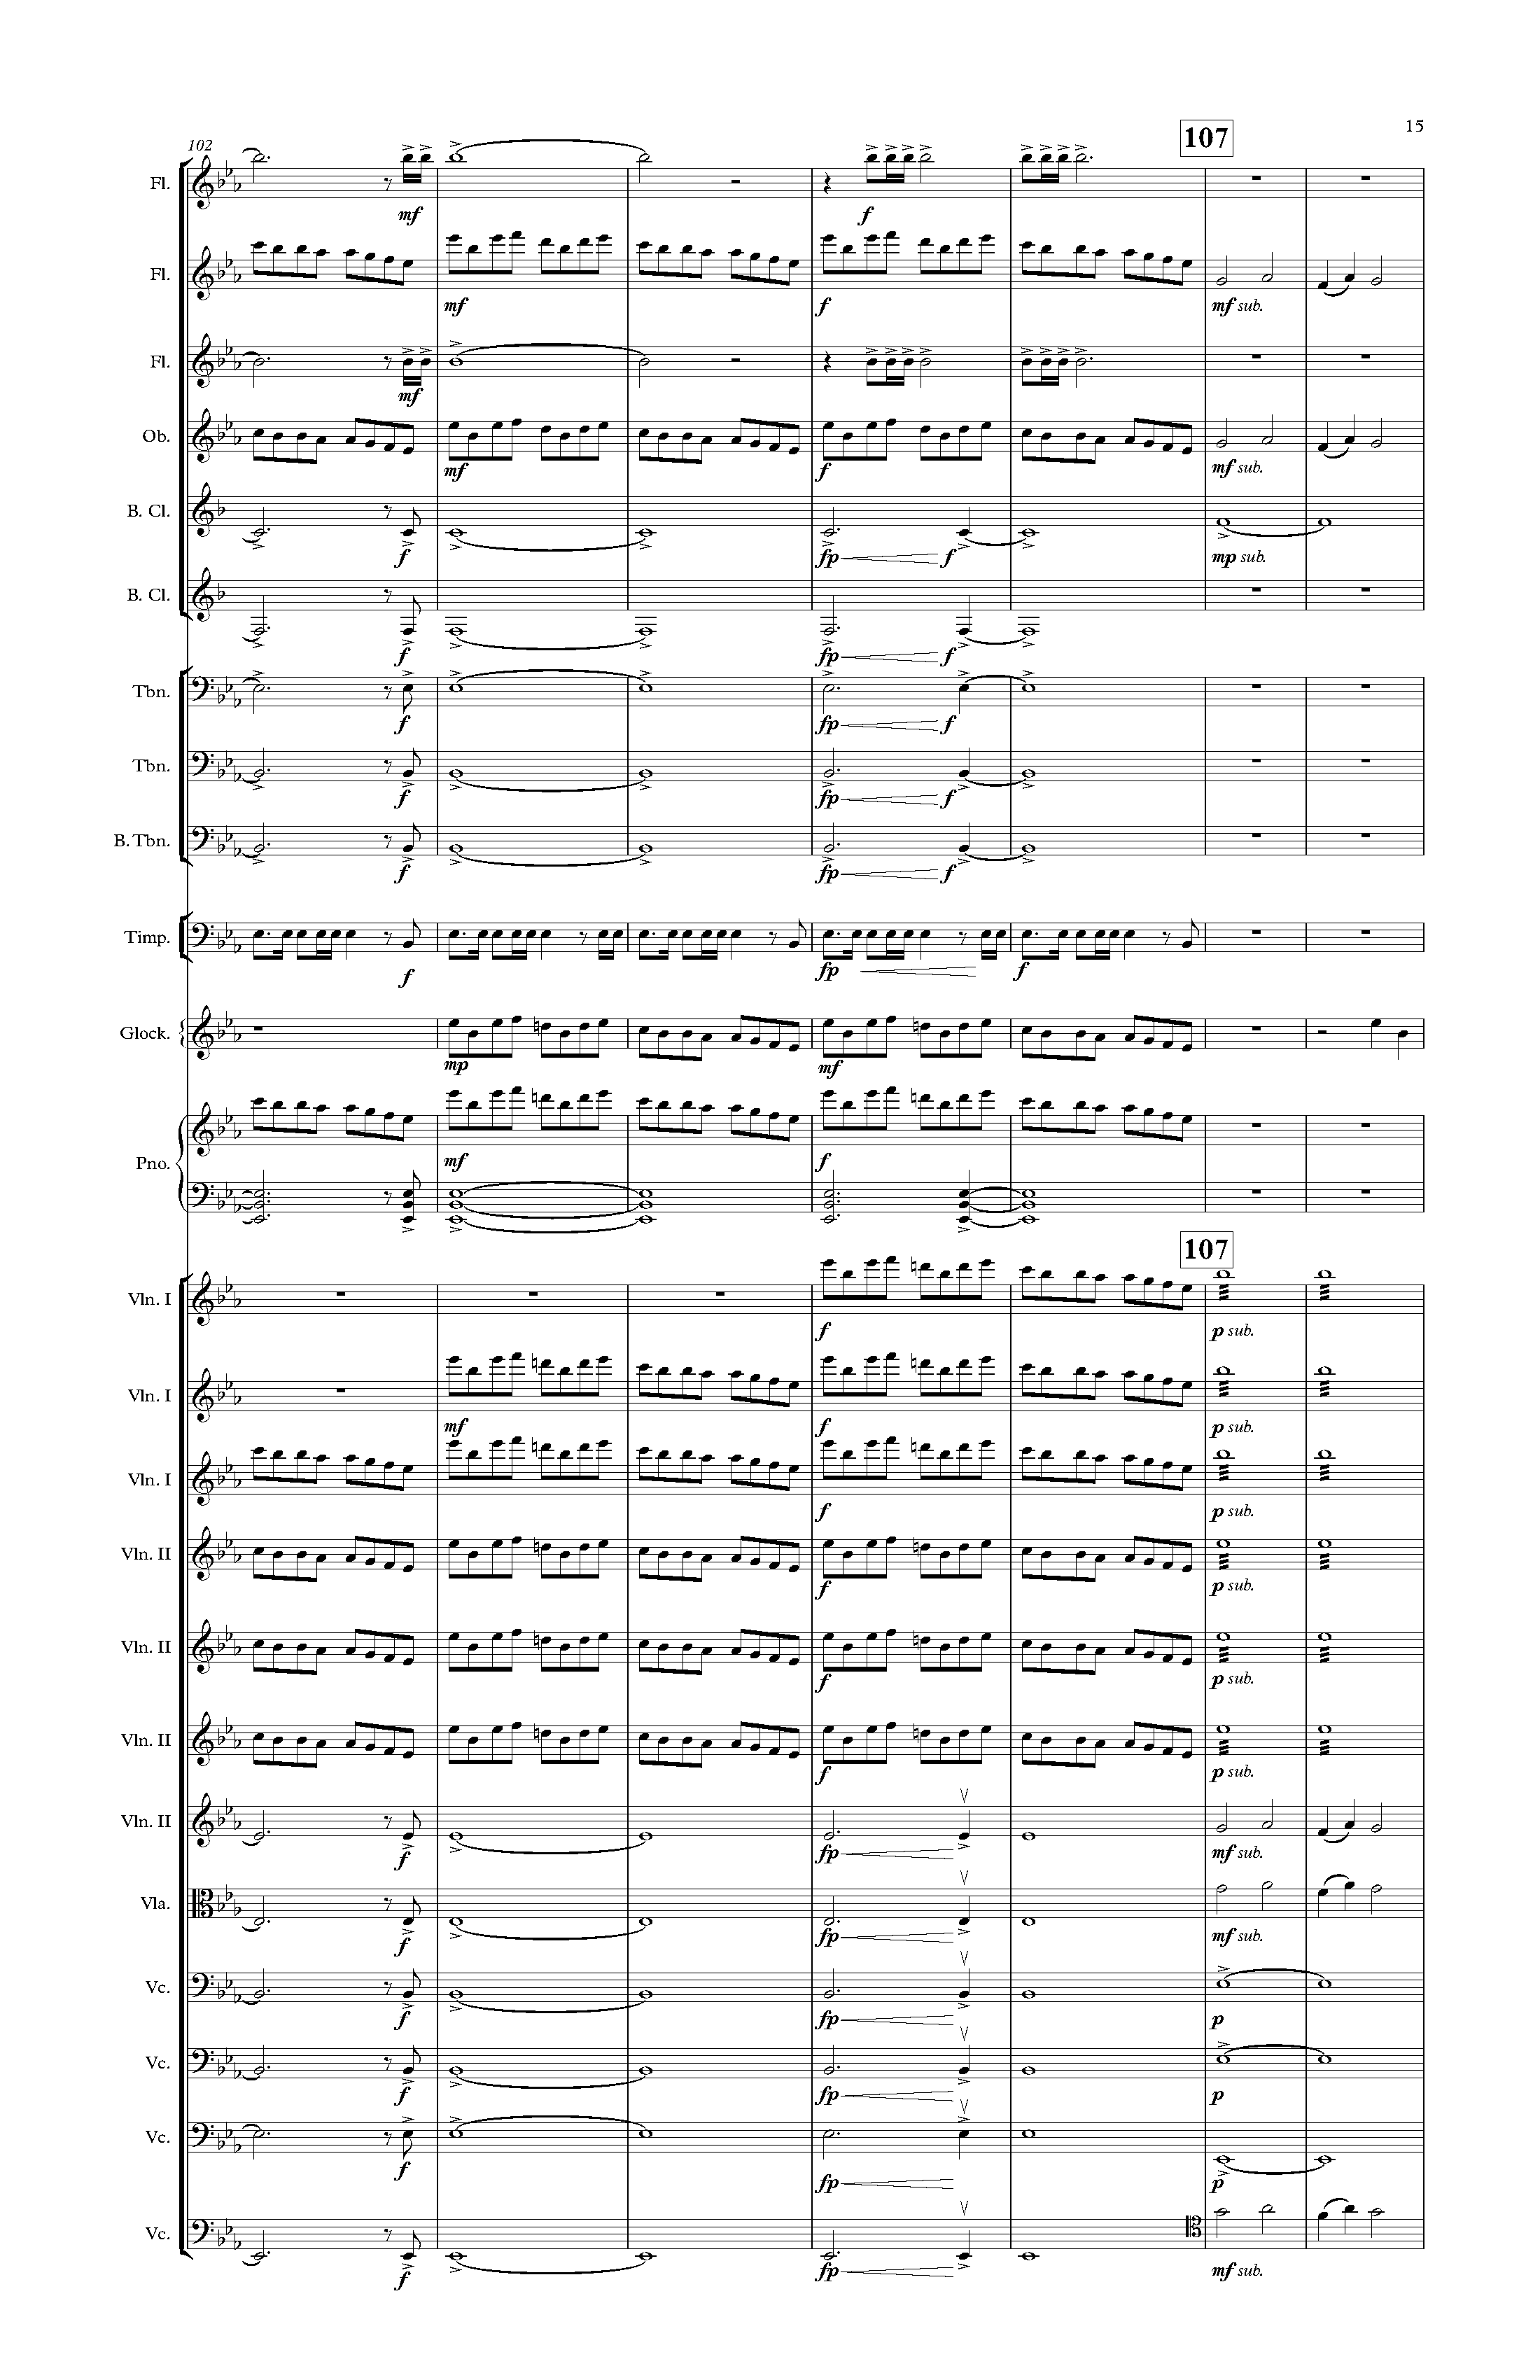 15
107
102
Fl.
mf f
Fl.
mf f mf sub.
Fl.
mf
Ob.
mf f mf sub.
B. Cl.
f fp f mp sub.
B. Cl.
f fp f
Tbn.
f fp f
Tbn.
f fp f
B. Tbn.
f fp f
Timp.
f fp f
Glock.
mp mf
Pno.
mf f
107
Vln. I
f p sub.
Vln. I
mf f p sub.
Vln. I
f p sub.
Vln. II
f p sub.
Vln. II
f p sub.
Vln. II
f p sub.
Vln. II
f fp mf sub.
Vla.
f fp mf sub.
Vc.
f fp p
Vc.
f fp p
Vc.
f fp p
Vc.
f fp mf sub.